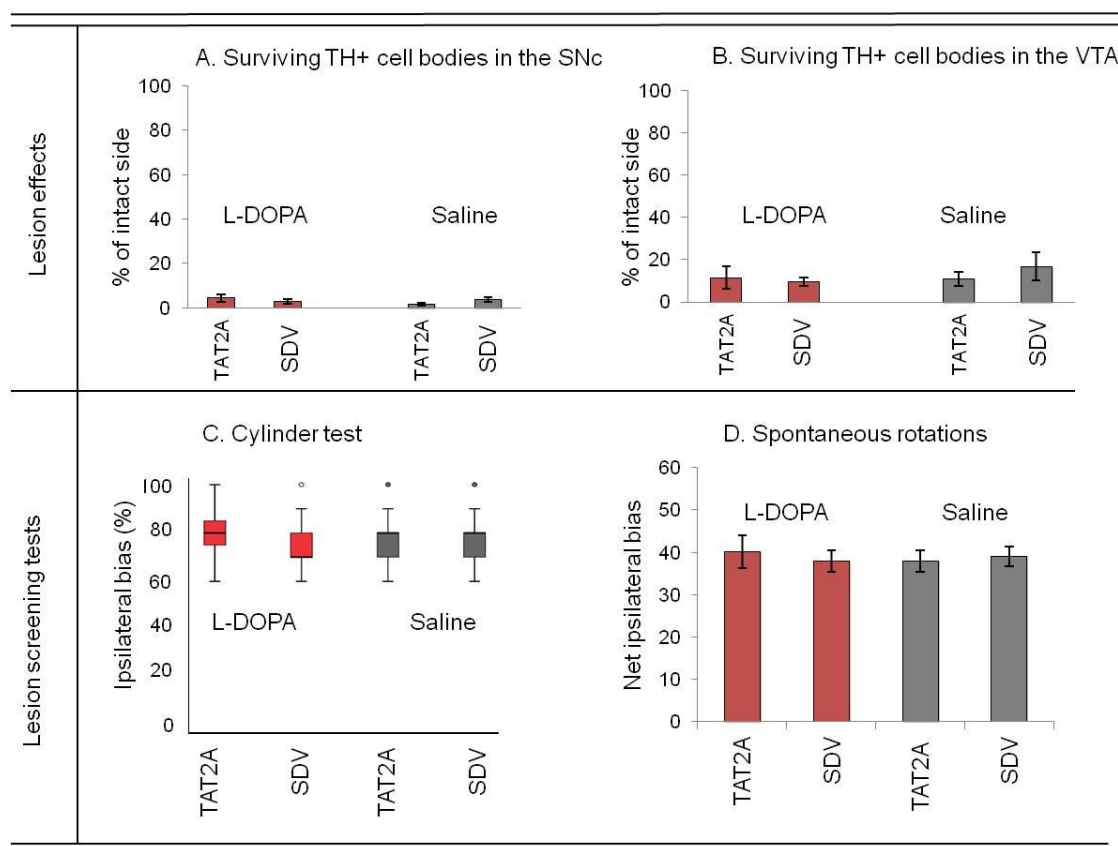 Lesion effects
A. Surviving TH+ cell bodies in the SNc
% of intact side
100
80
60
40
20
0
L-DOPA
Saline
TAT2A
SDV
TAT2A
SDV
B. Surviving TH+ cell bodies in the VTA
% of intact side
100
80
60
40
20
0
L-DOPA
Saline
TAT2A
SDV
TAT2A
SDV
Lesion screening tests
C. Cylinder test
Ipsilateral bias (%)
100
80
60
40
20
0
L-DOPA
Saline
TAT2A
SDV
TAT2A
SDV
D. Spontaneous rotations
Net ipsilateral bias
60
50
40
30
20
10
0
L-DOPA
Saline
TAT2A
SDV
TAT2A
SDV